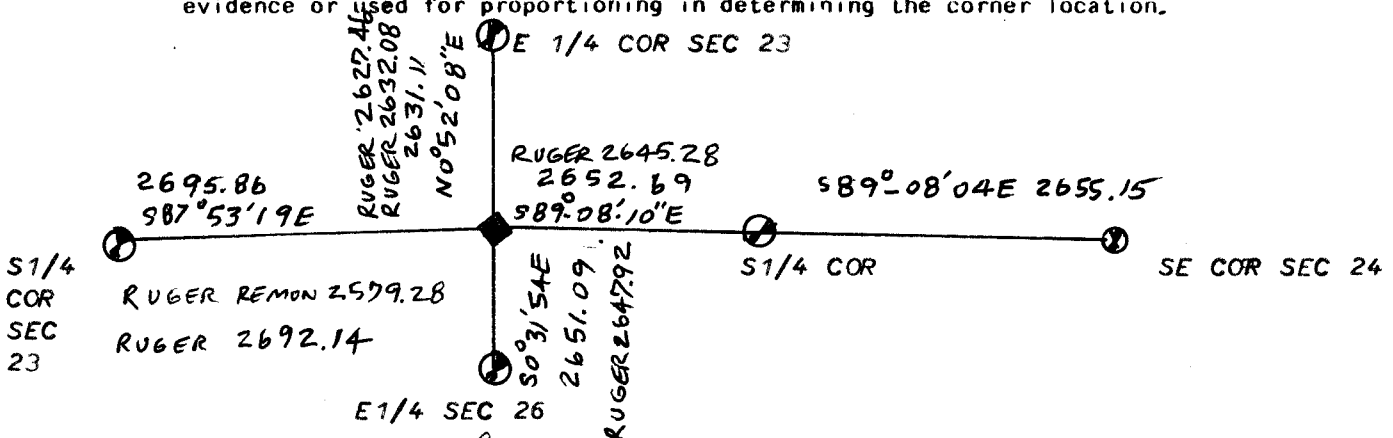 evidence or used for proportioning in determining the corner location.
E 1/4 COR SEC 23
RUGER 2627.46
RUGER 2632.08
2631.11
N0°52'08"E
RUGER 2645.28
2652.69
S89°-08'.10"E
S89°-08'04E 2655.15
2695.86
S87°53'19E
S1/4
COR
SEC
23
RUGER REMON 2579.28
RUGER 2692.14
S1/4 COR
SE COR SEC 24
S0°31'54E
2651.09
RUGER 2647.92
E1/4 SEC 26